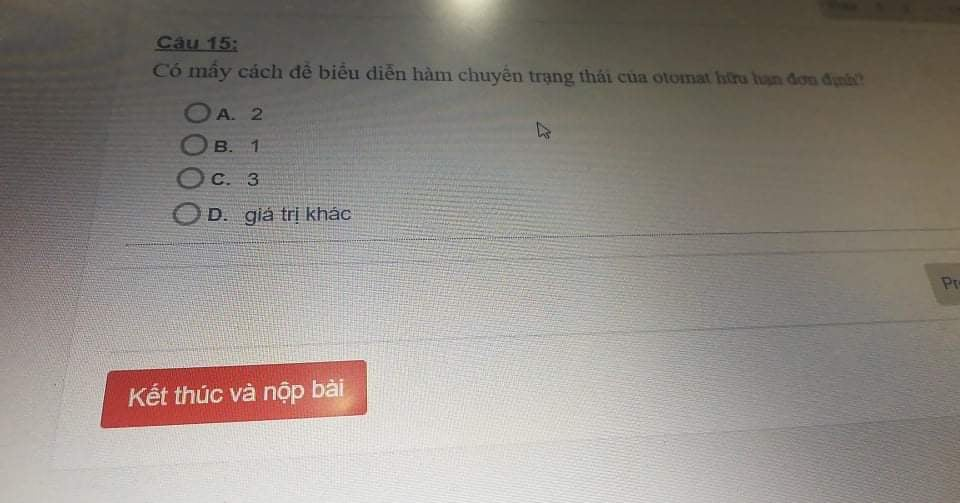 Câu 15:
Có mấy cách để biểu diễn hàm chuyển trạng thái của otomat hữu hạn đơn định?
A. 2
B. 1
C. 3
D. giá trị khác
Kết thúc và nộp bài